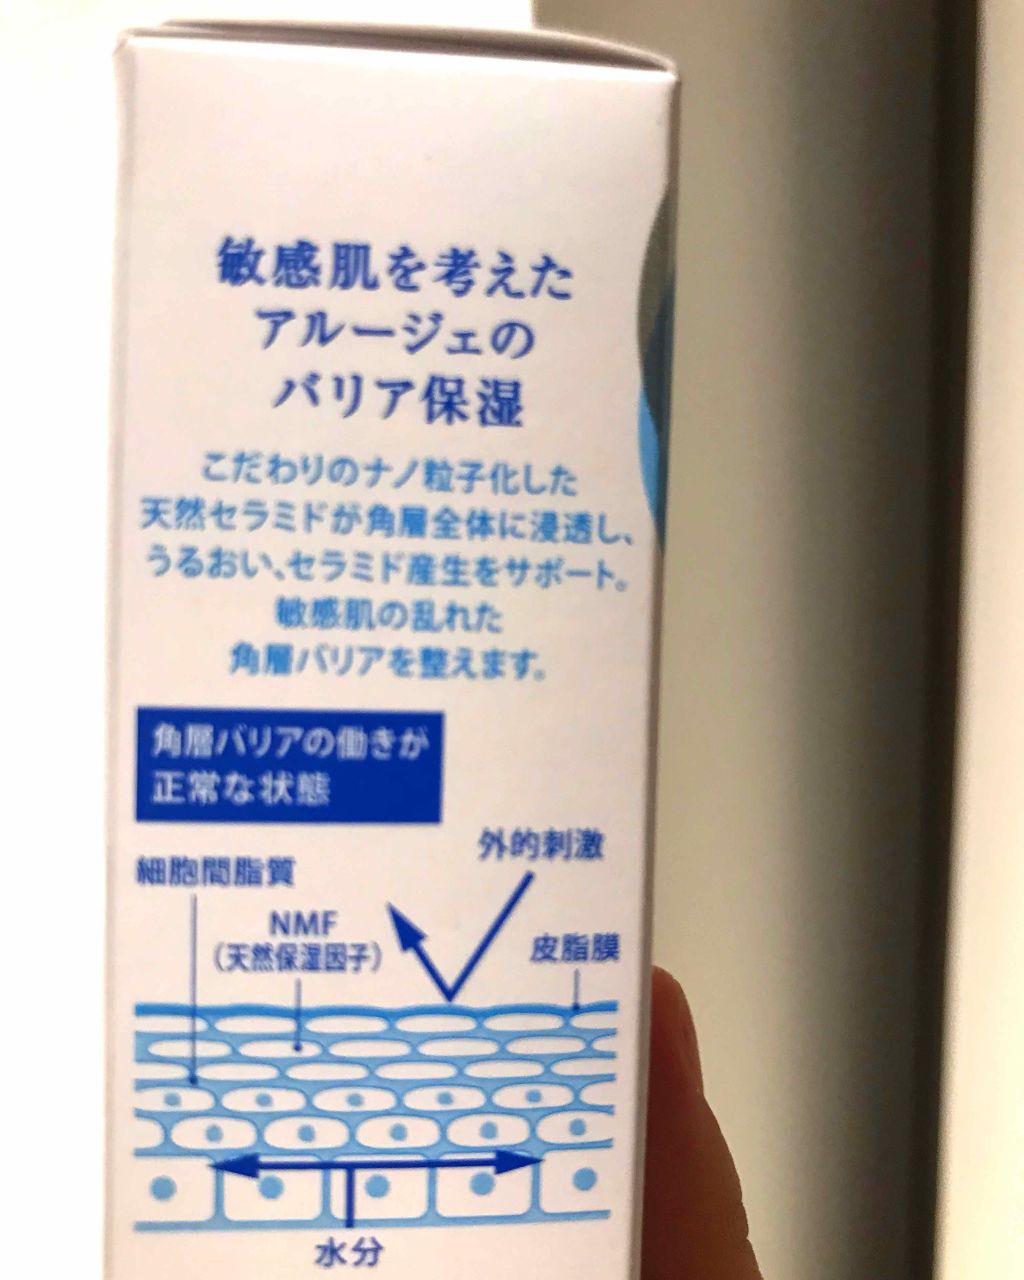 敏感肌を考えた
アルージェの
バリア保湿
こだわりのナノ粒子化した
天然セラミドが角層全体に浸透し、
うるおい、セラミド産生をサポート。
敏感肌の乱れた
角層バリアを整えます。
角層バリアの働きが
正常な状態
外的刺激
細胞間脂質
NMF
(天然保湿因子)
皮脂膜
水分